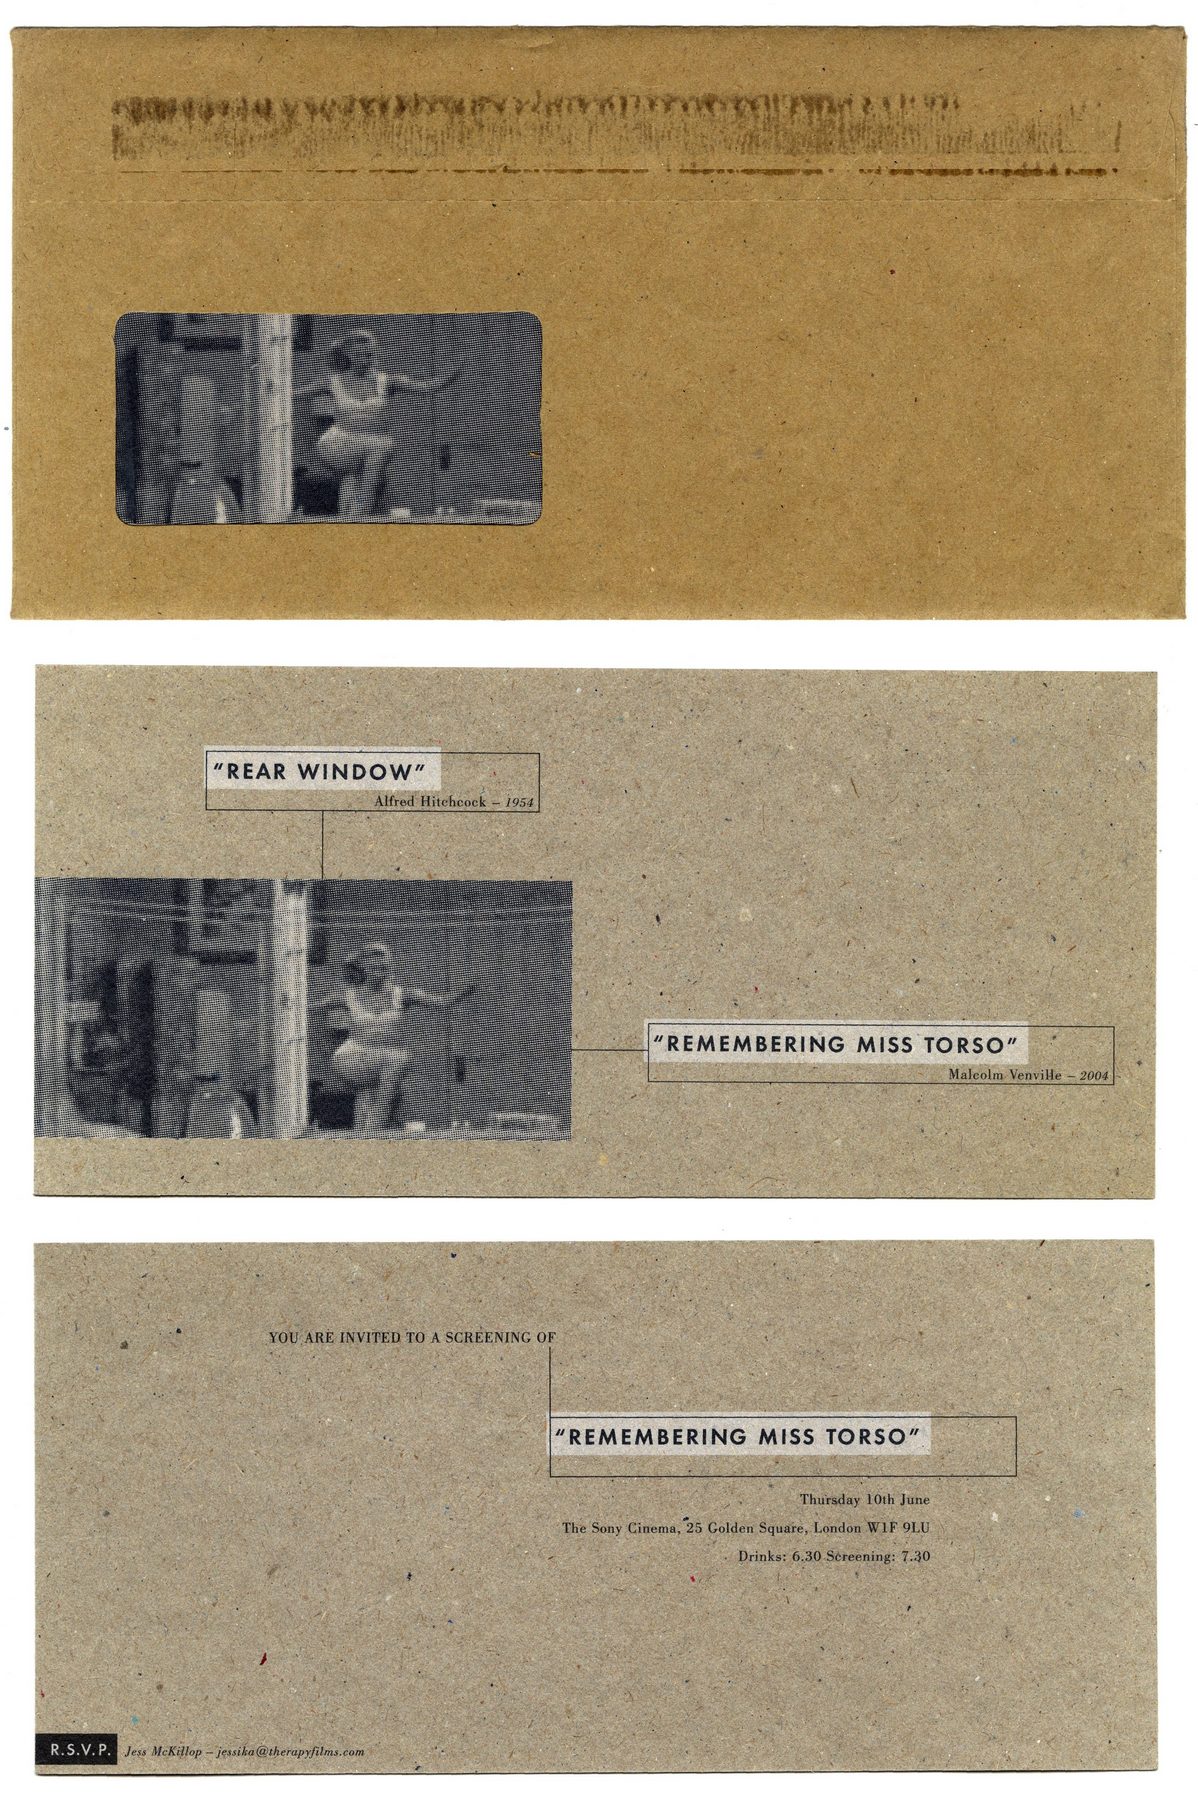 “REAR WINDOW”
Alfred Hitchcock – 1954
“REMEMBERING MISS TORSO”
Malcolm Venville – 2004
YOU ARE INVITED TO A SCREENING OF
“REMEMBERING MISS TORSO”
Thursday 10th June
The Sony Cinema, 25 Golden Square, London W1F 9LU
Drinks: 6.30 Screening: 7.30
R.S.V.P. Jess McKillop – jessika@therapyfilms.com